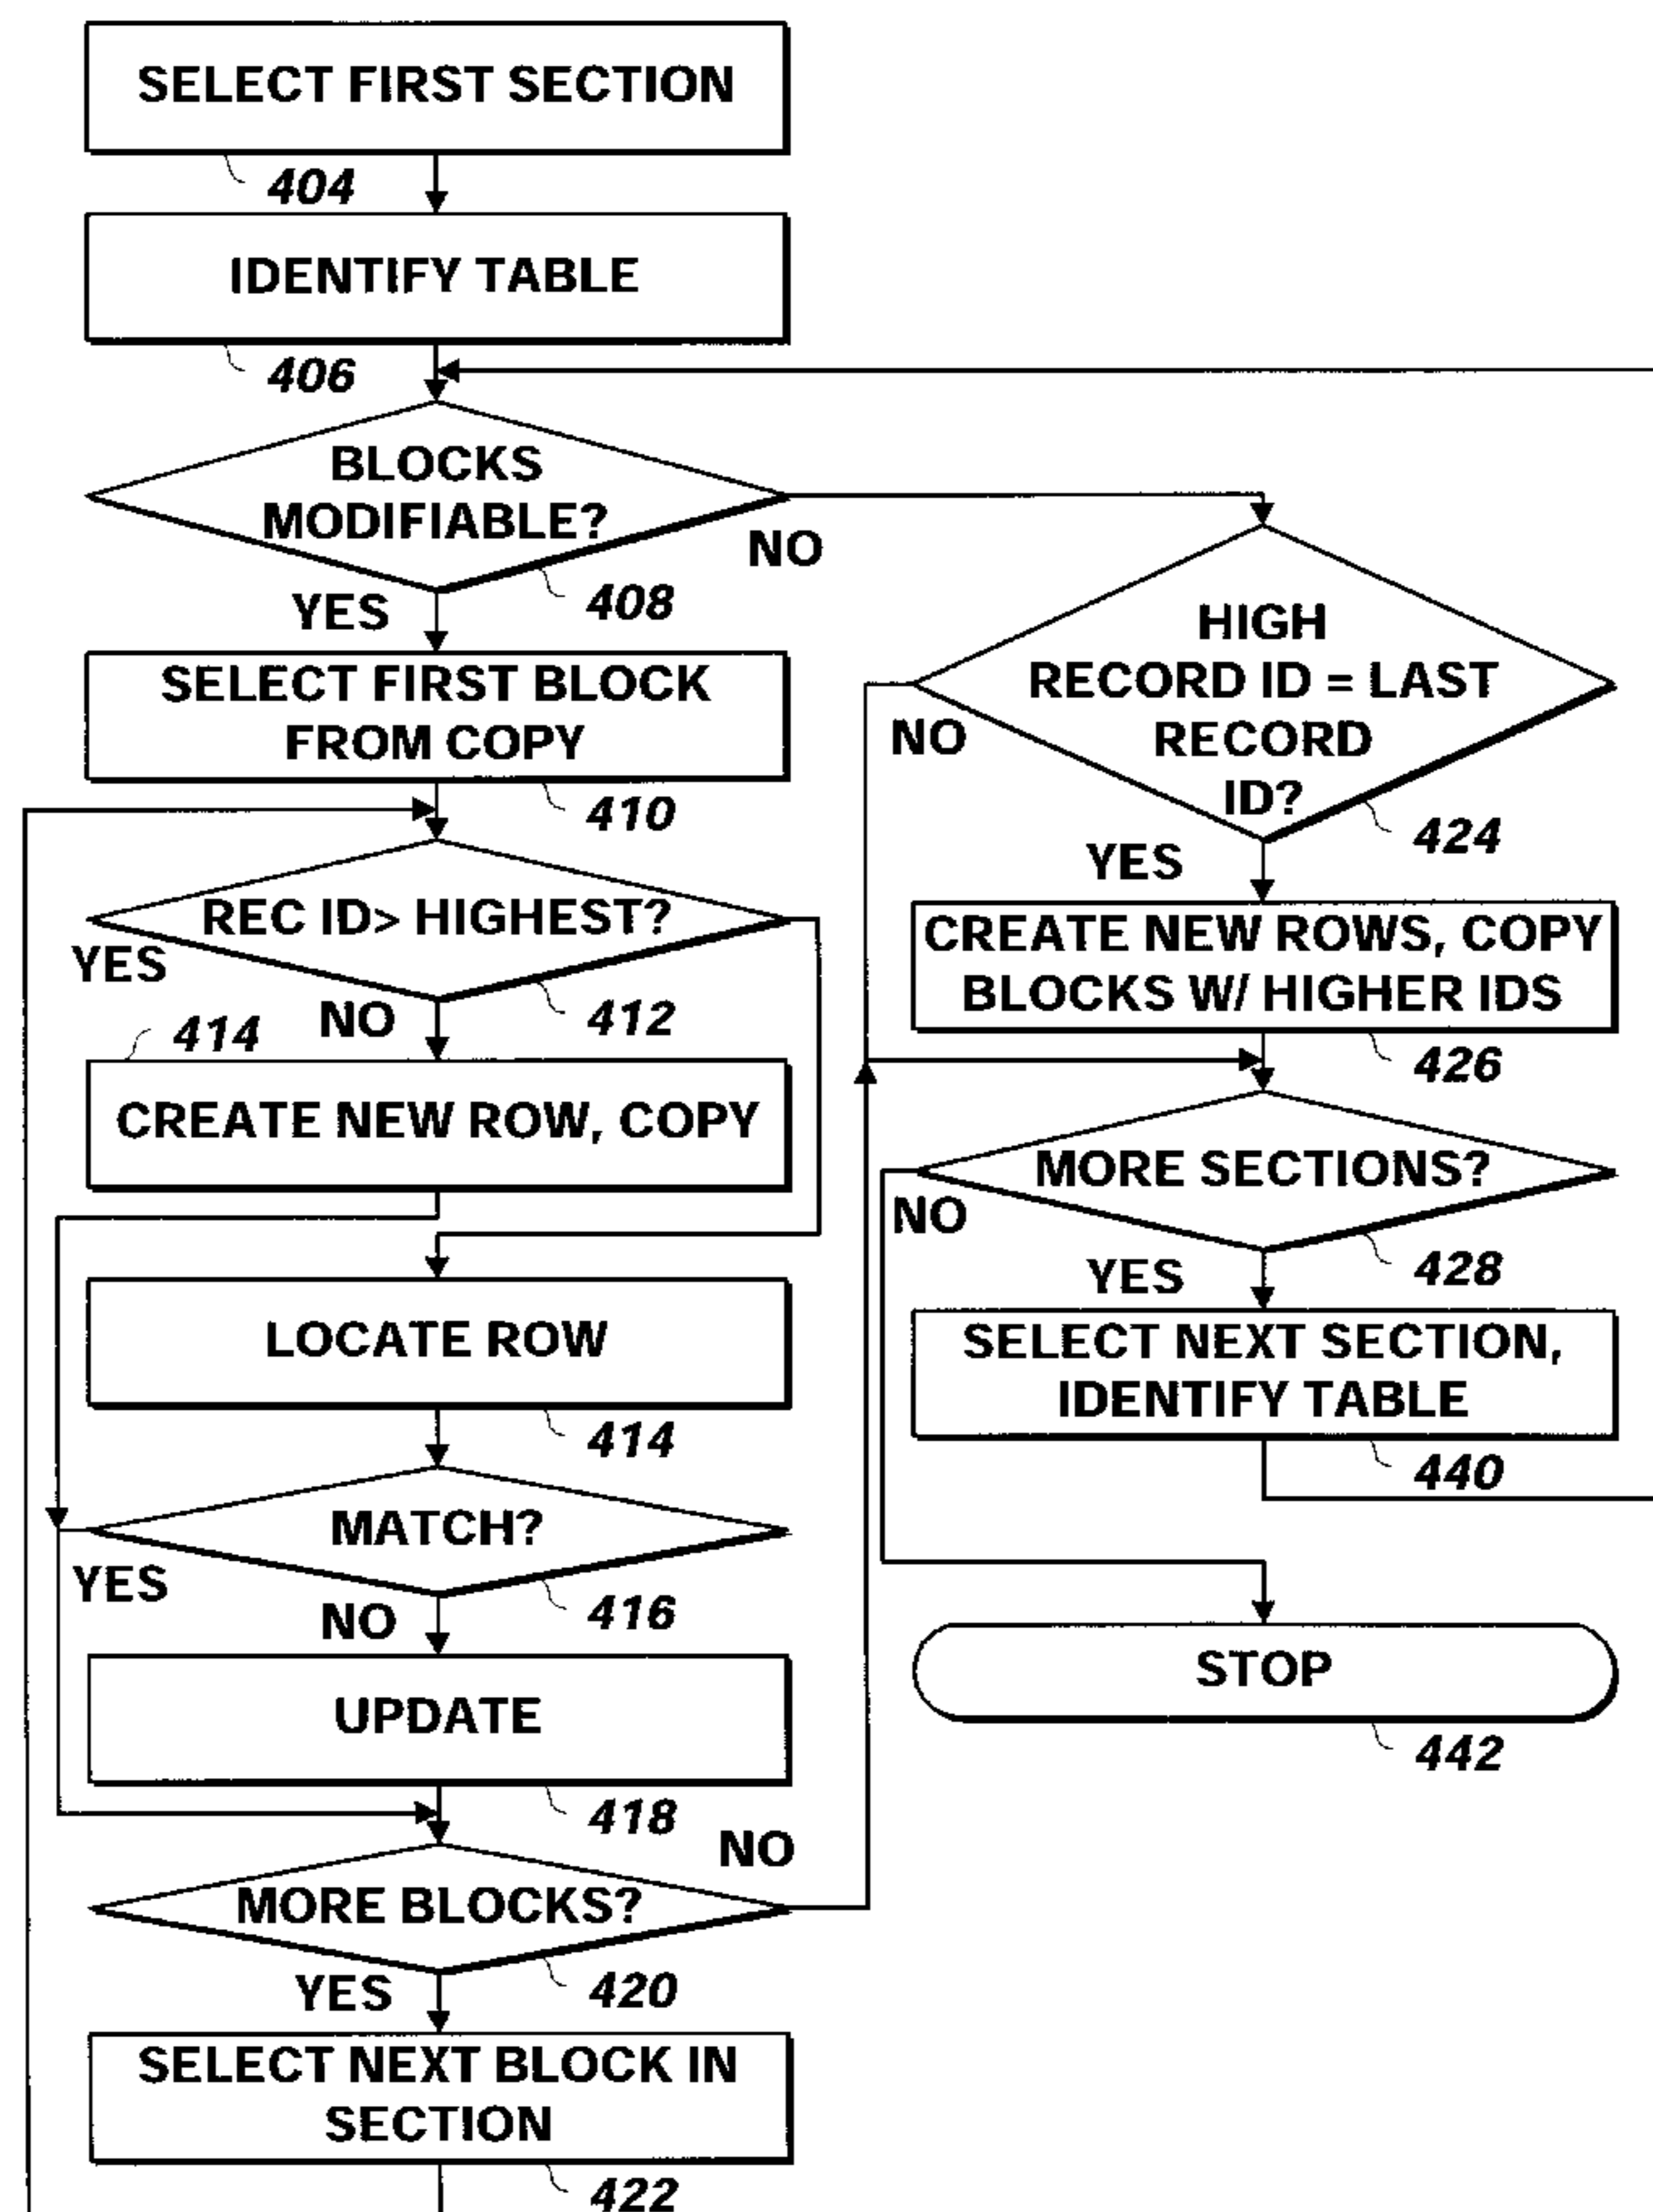 SELECT FIRST SECTION
404
IDENTIFY TABLE
406
BLOCKS
MODIFIABLE?
NO
408
YES
SELECT FIRST BLOCK
FROM COPY
410
REC ID> HIGHEST?
YES
412
NO
414
CREATE NEW ROW, COPY
LOCATE ROW
414
MATCH?
YES
416
NO
UPDATE
418
NO
MORE BLOCKS?
420
YES
SELECT NEXT BLOCK IN
SECTION
422
HIGH
RECORD ID = LAST
RECORD
ID?
NO
424
YES
CREATE NEW ROWS, COPY
BLOCKS W/ HIGHER IDS
426
MORE SECTIONS?
NO
428
YES
SELECT NEXT SECTION,
IDENTIFY TABLE
440
STOP
442